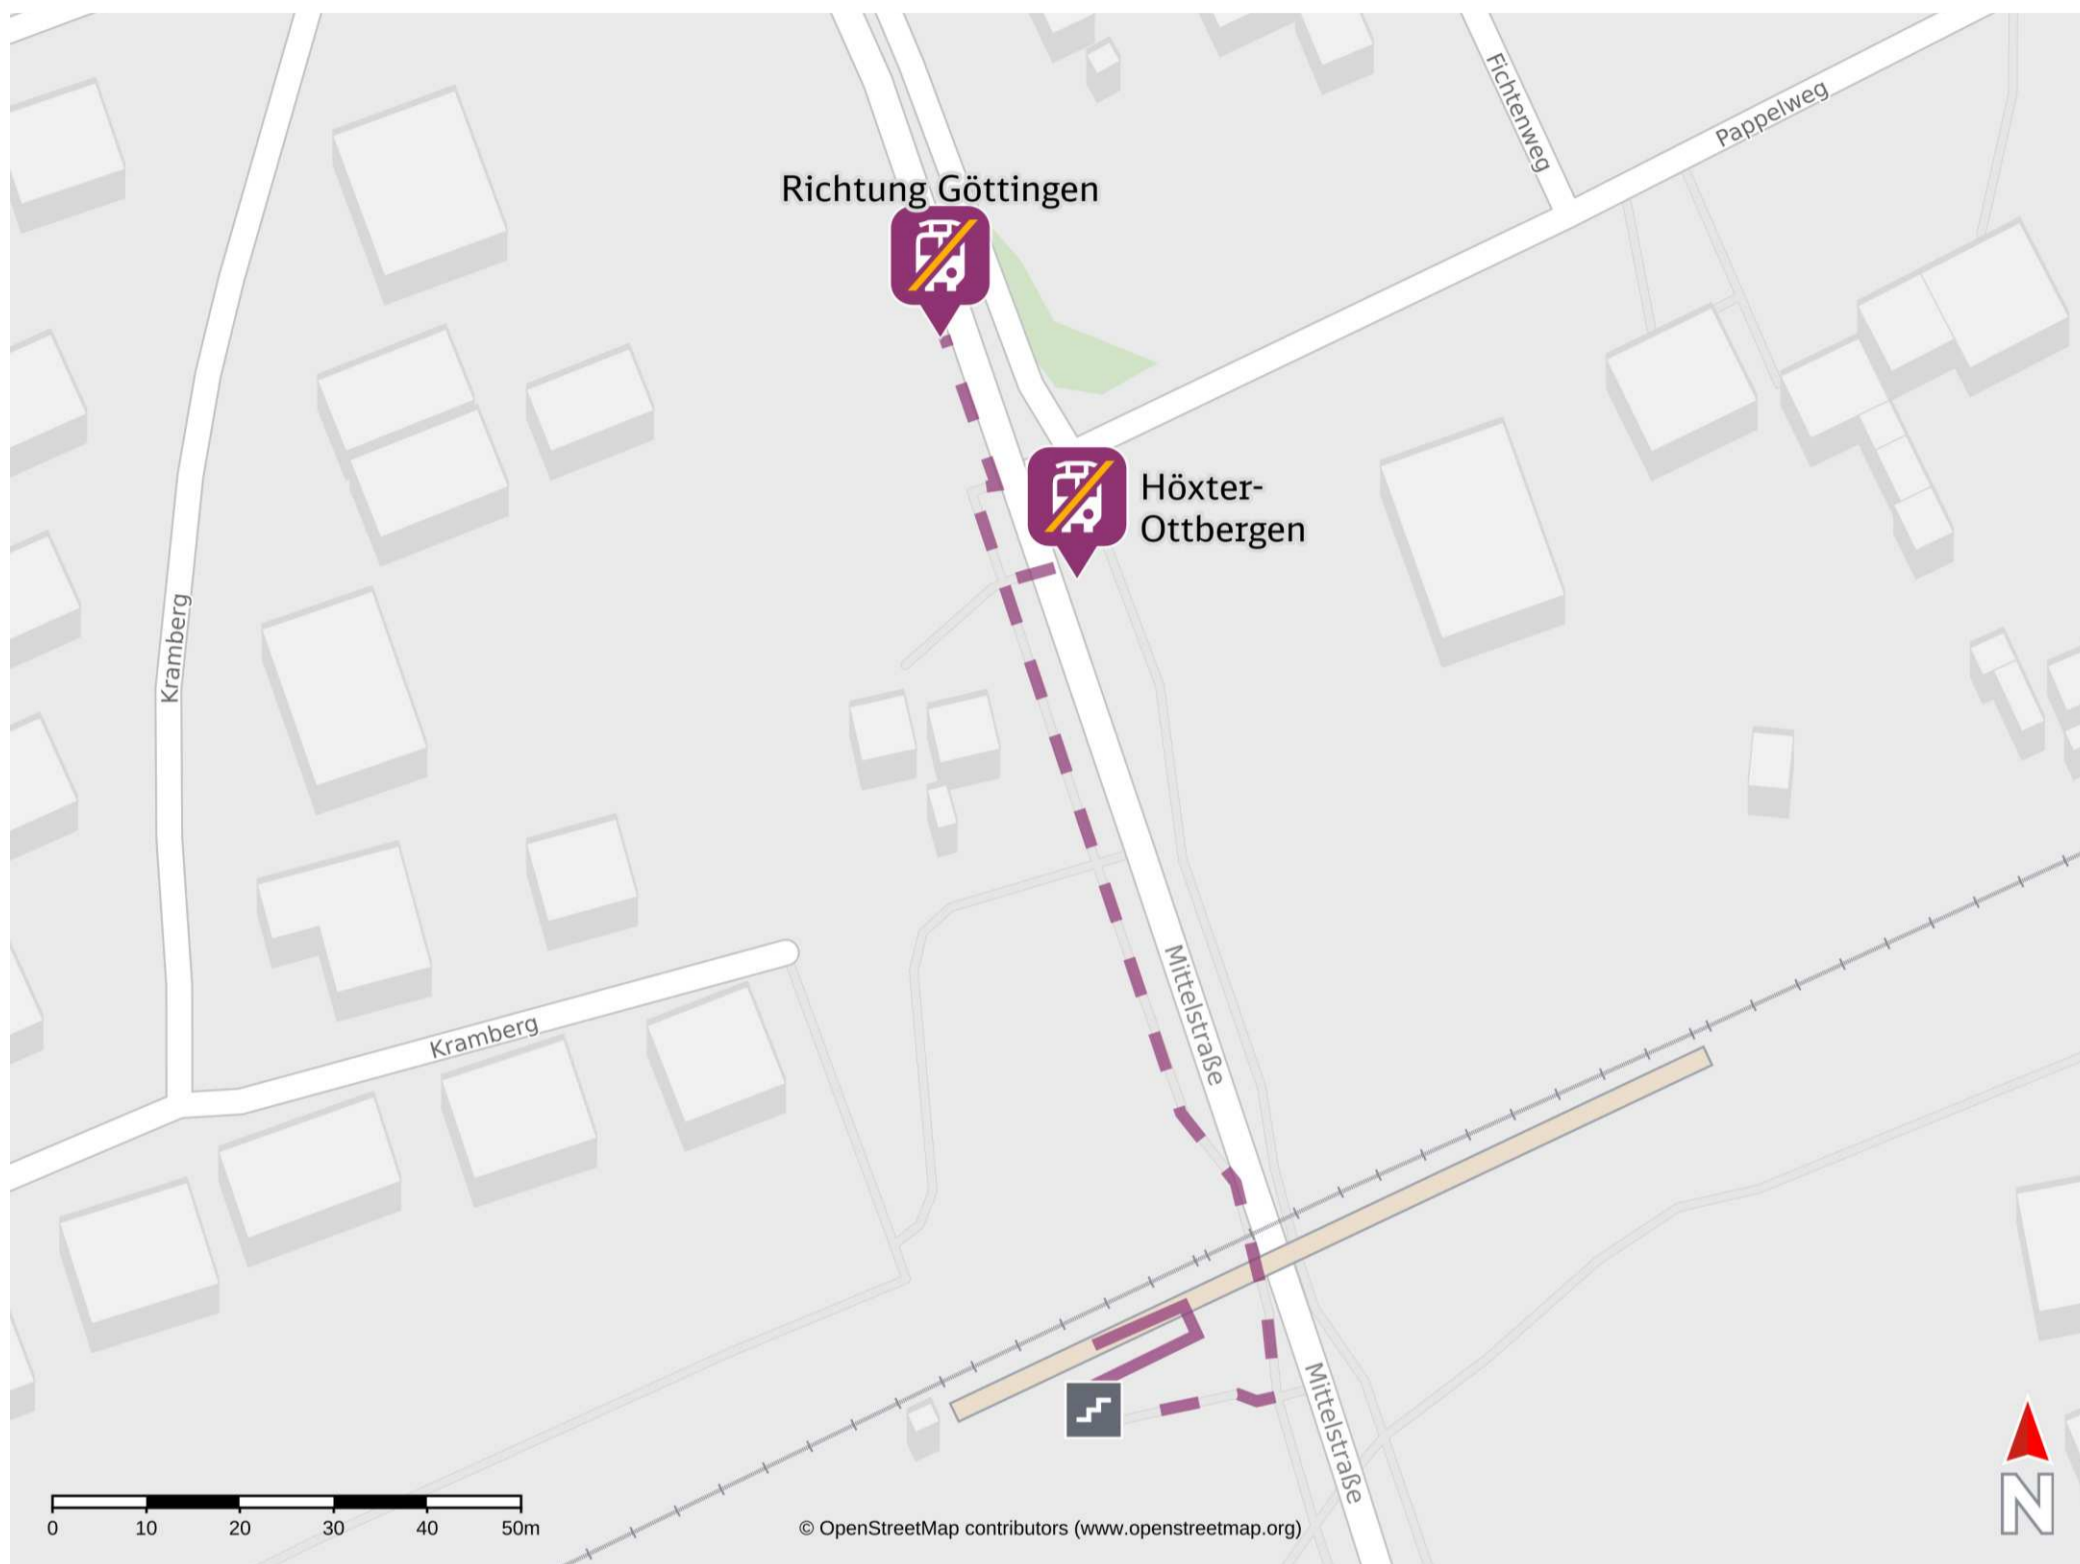 Fichtenweg
Pappelweg
Richtung Göttingen
Höxter-
Ottbergen
Kramberg
Mittelstraße
Kramberg
Mittelstraße
N
0 10 20 30 40 50m
© OpenStreetMap contributors (www.openstreetmap.org)